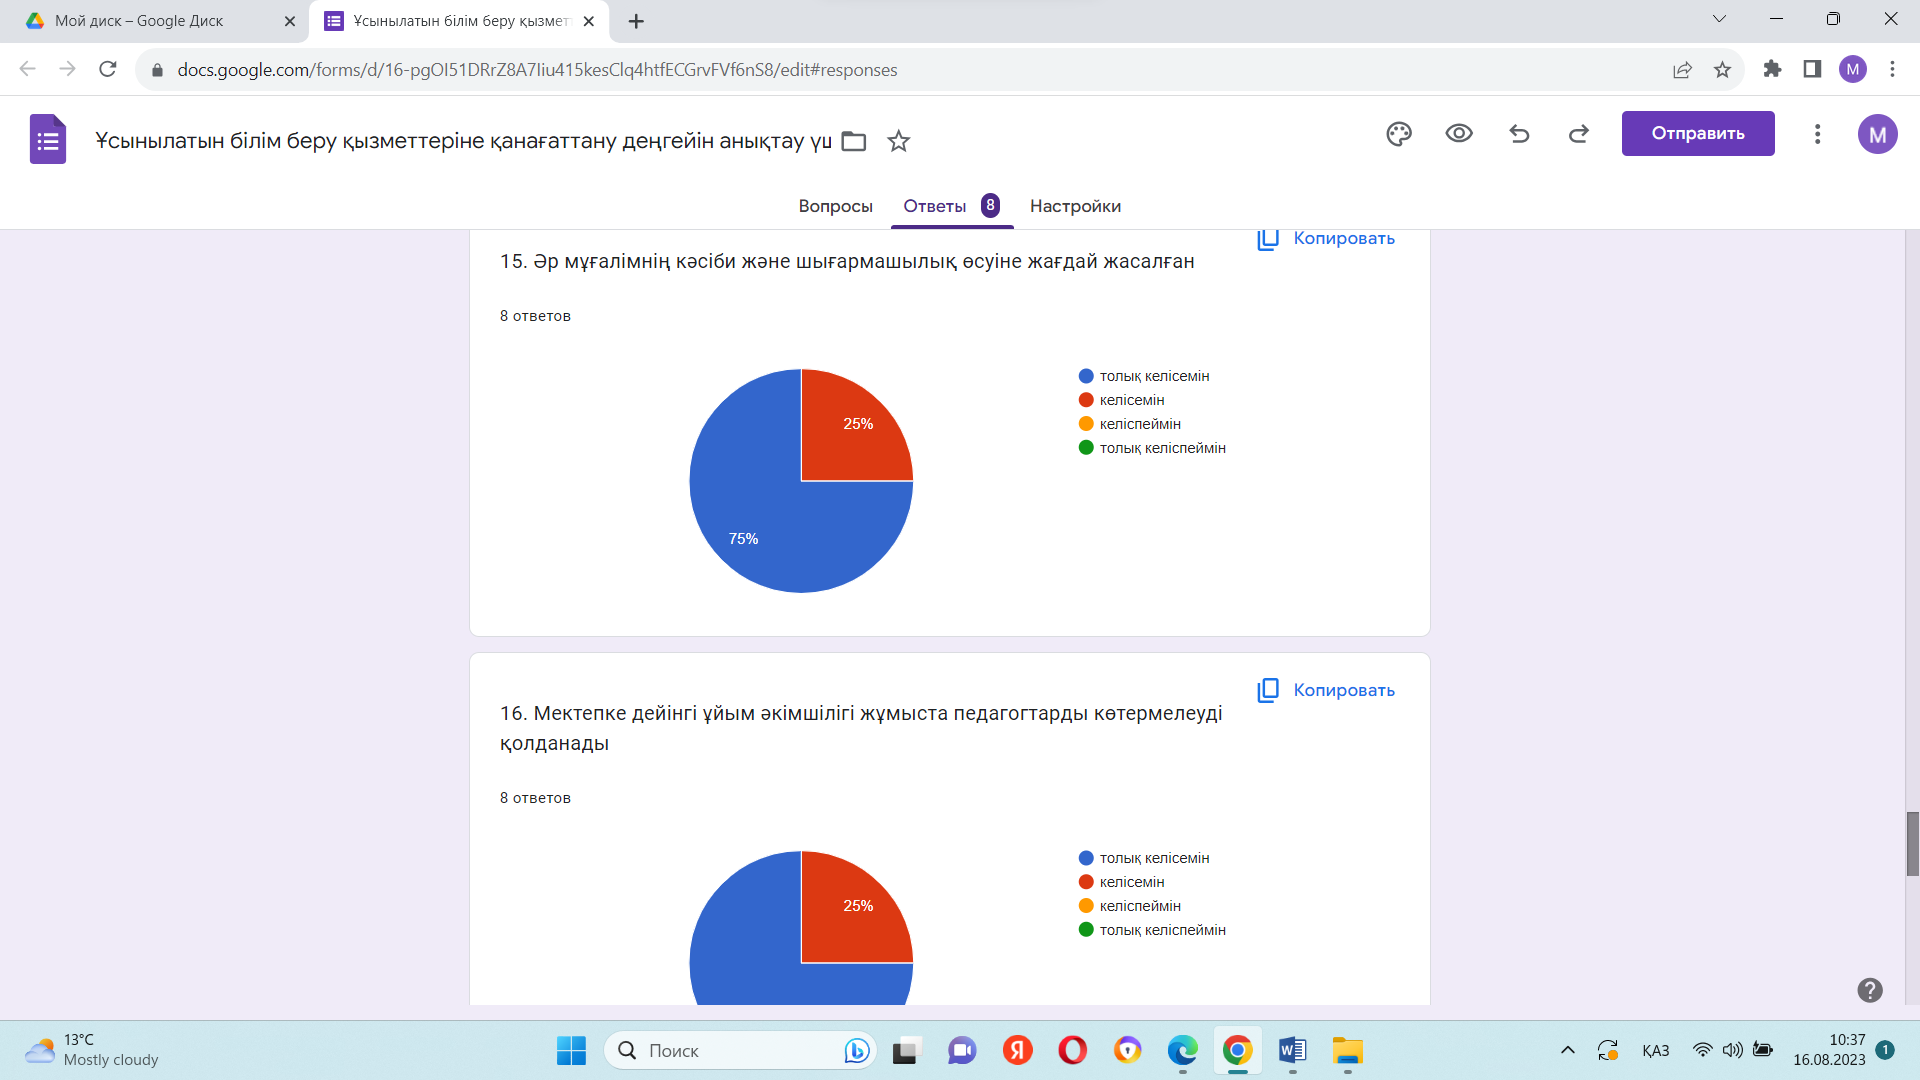 Мой диск – Google Диск
Ұсынылатын білім беру қызмет
docs.google.com/forms/d/16-pgOI51DRrZ8A7Iiu415kesClq4htfECGrvFVf6nS8/edit#responses
M
Ұсынылатын білім беру қызметтеріне қанағаттану деңгейін анықтау үш
Отправить
M
Вопросы
Ответы 8
Настройки
Копировать
15. Әр мұғалімнің кәсіби және шығармашылық өсуіне жағдай жасалған
8 ответов
25%
75%
толық келісемін
келісемін
келіспеймін
толық келіспеймін
Копировать
16. Мектепке дейінгі ұйым әкімшілігі жұмыста педагогтарды көтермелеуді
қолданады
8 ответов
25%
толық келісемін
келісемін
келіспеймін
толық келіспеймін
13°C
Mostly cloudy
Поиск
ҚАЗ
10:37
16.08.2023
1